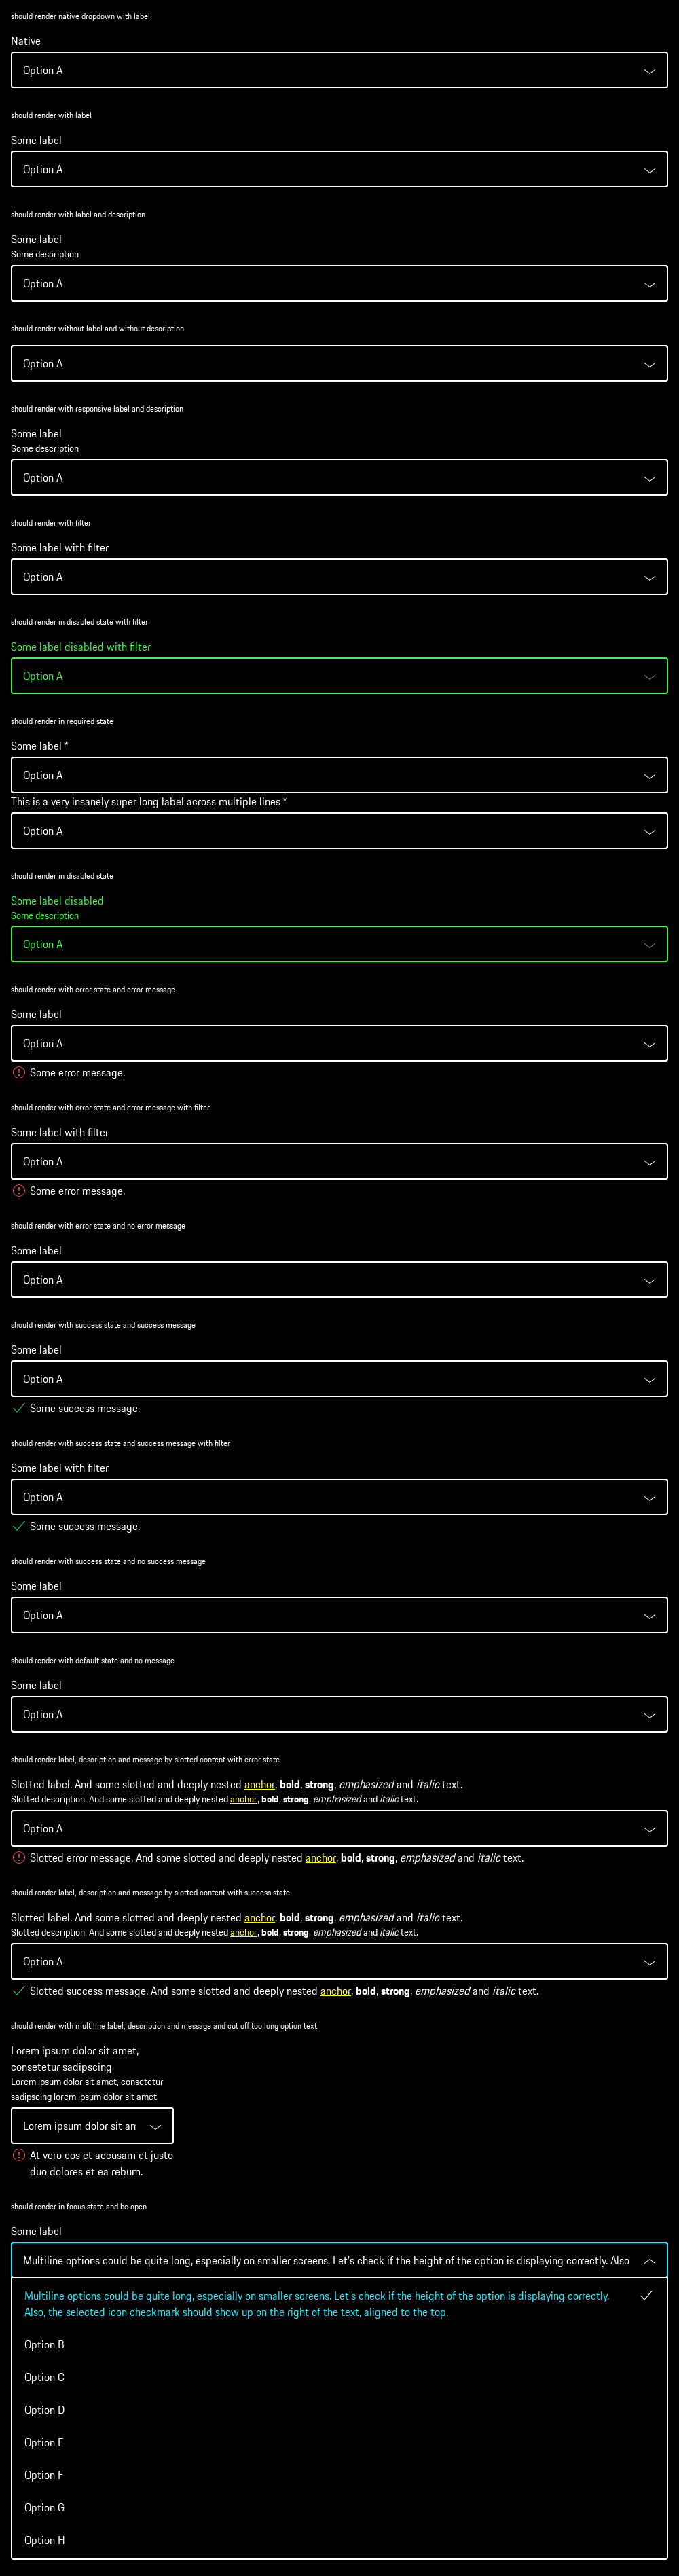 should render native dropdown with label
Native
Option A
should render with label
Some label
Option A
should render with label and description
Some label
Some description
Option A
should render without label and without description
Option A
should render with responsive label and description
Some label
Some description
Option A
should render with filter
Some label with filter
Option A
should render in disabled state with filter
Some label disabled with filter
Option A
should render in required state
Some label *
Option A
This is a very insanely super long label across multiple lines *
Option A
should render in disabled state
Some label disabled
Some description
Option A
should render with error state and error message
Some label
Option A
Some error message.
should render with error state and error message with filter
Some label with filter
Option A
Some error message.
should render with error state and no error message
Some label
Option A
should render with success state and success message
Some label
Option A
Some success message.
should render with success state and success message with filter
Some label with filter
Option A
Some success message.
should render with success state and no success message
Some label
Option A
should render with default state and no message
Some label
Option A
should render label, description and message by slotted content with error state
Slotted label. And some slotted and deeply nested anchor, bold, strong, emphasized and italic text.
Slotted description. And some slotted and deeply nested anchor, bold, strong, emphasized and italic text.
Option A
Slotted error message. And some slotted and deeply nested anchor, bold, strong, emphasized and italic text.
should render label, description and message by slotted content with success state
Slotted label. And some slotted and deeply nested anchor, bold, strong, emphasized and italic text.
Slotted description. And some slotted and deeply nested anchor, bold, strong, emphasized and italic text.
Option A
Slotted success message. And some slotted and deeply nested anchor, bold, strong, emphasized and italic text.
should render with multiline label, description and message and cut off too long option text
Lorem ipsum dolor sit amet,
consetetur sadipscing
Lorem ipsum dolor sit amet, consetetur
sadipscing lorem ipsum dolor sit amet
Lorem ipsum dolor sit am
At vero eos et accusam et justo
duo dolores et ea rebum.
should render in focus state and be open
Some label
Multiline options could be quite long, especially on smaller screens. Let's check if the height of the option is displaying correctly. Also
Multiline options could be quite long, especially on smaller screens. Let's check if the height of the option is displaying correctly.
Also, the selected icon checkmark should show up on the right of the text, aligned to the top.
Option B
Option C
Option D
Option E
Option F
Option G
Option H